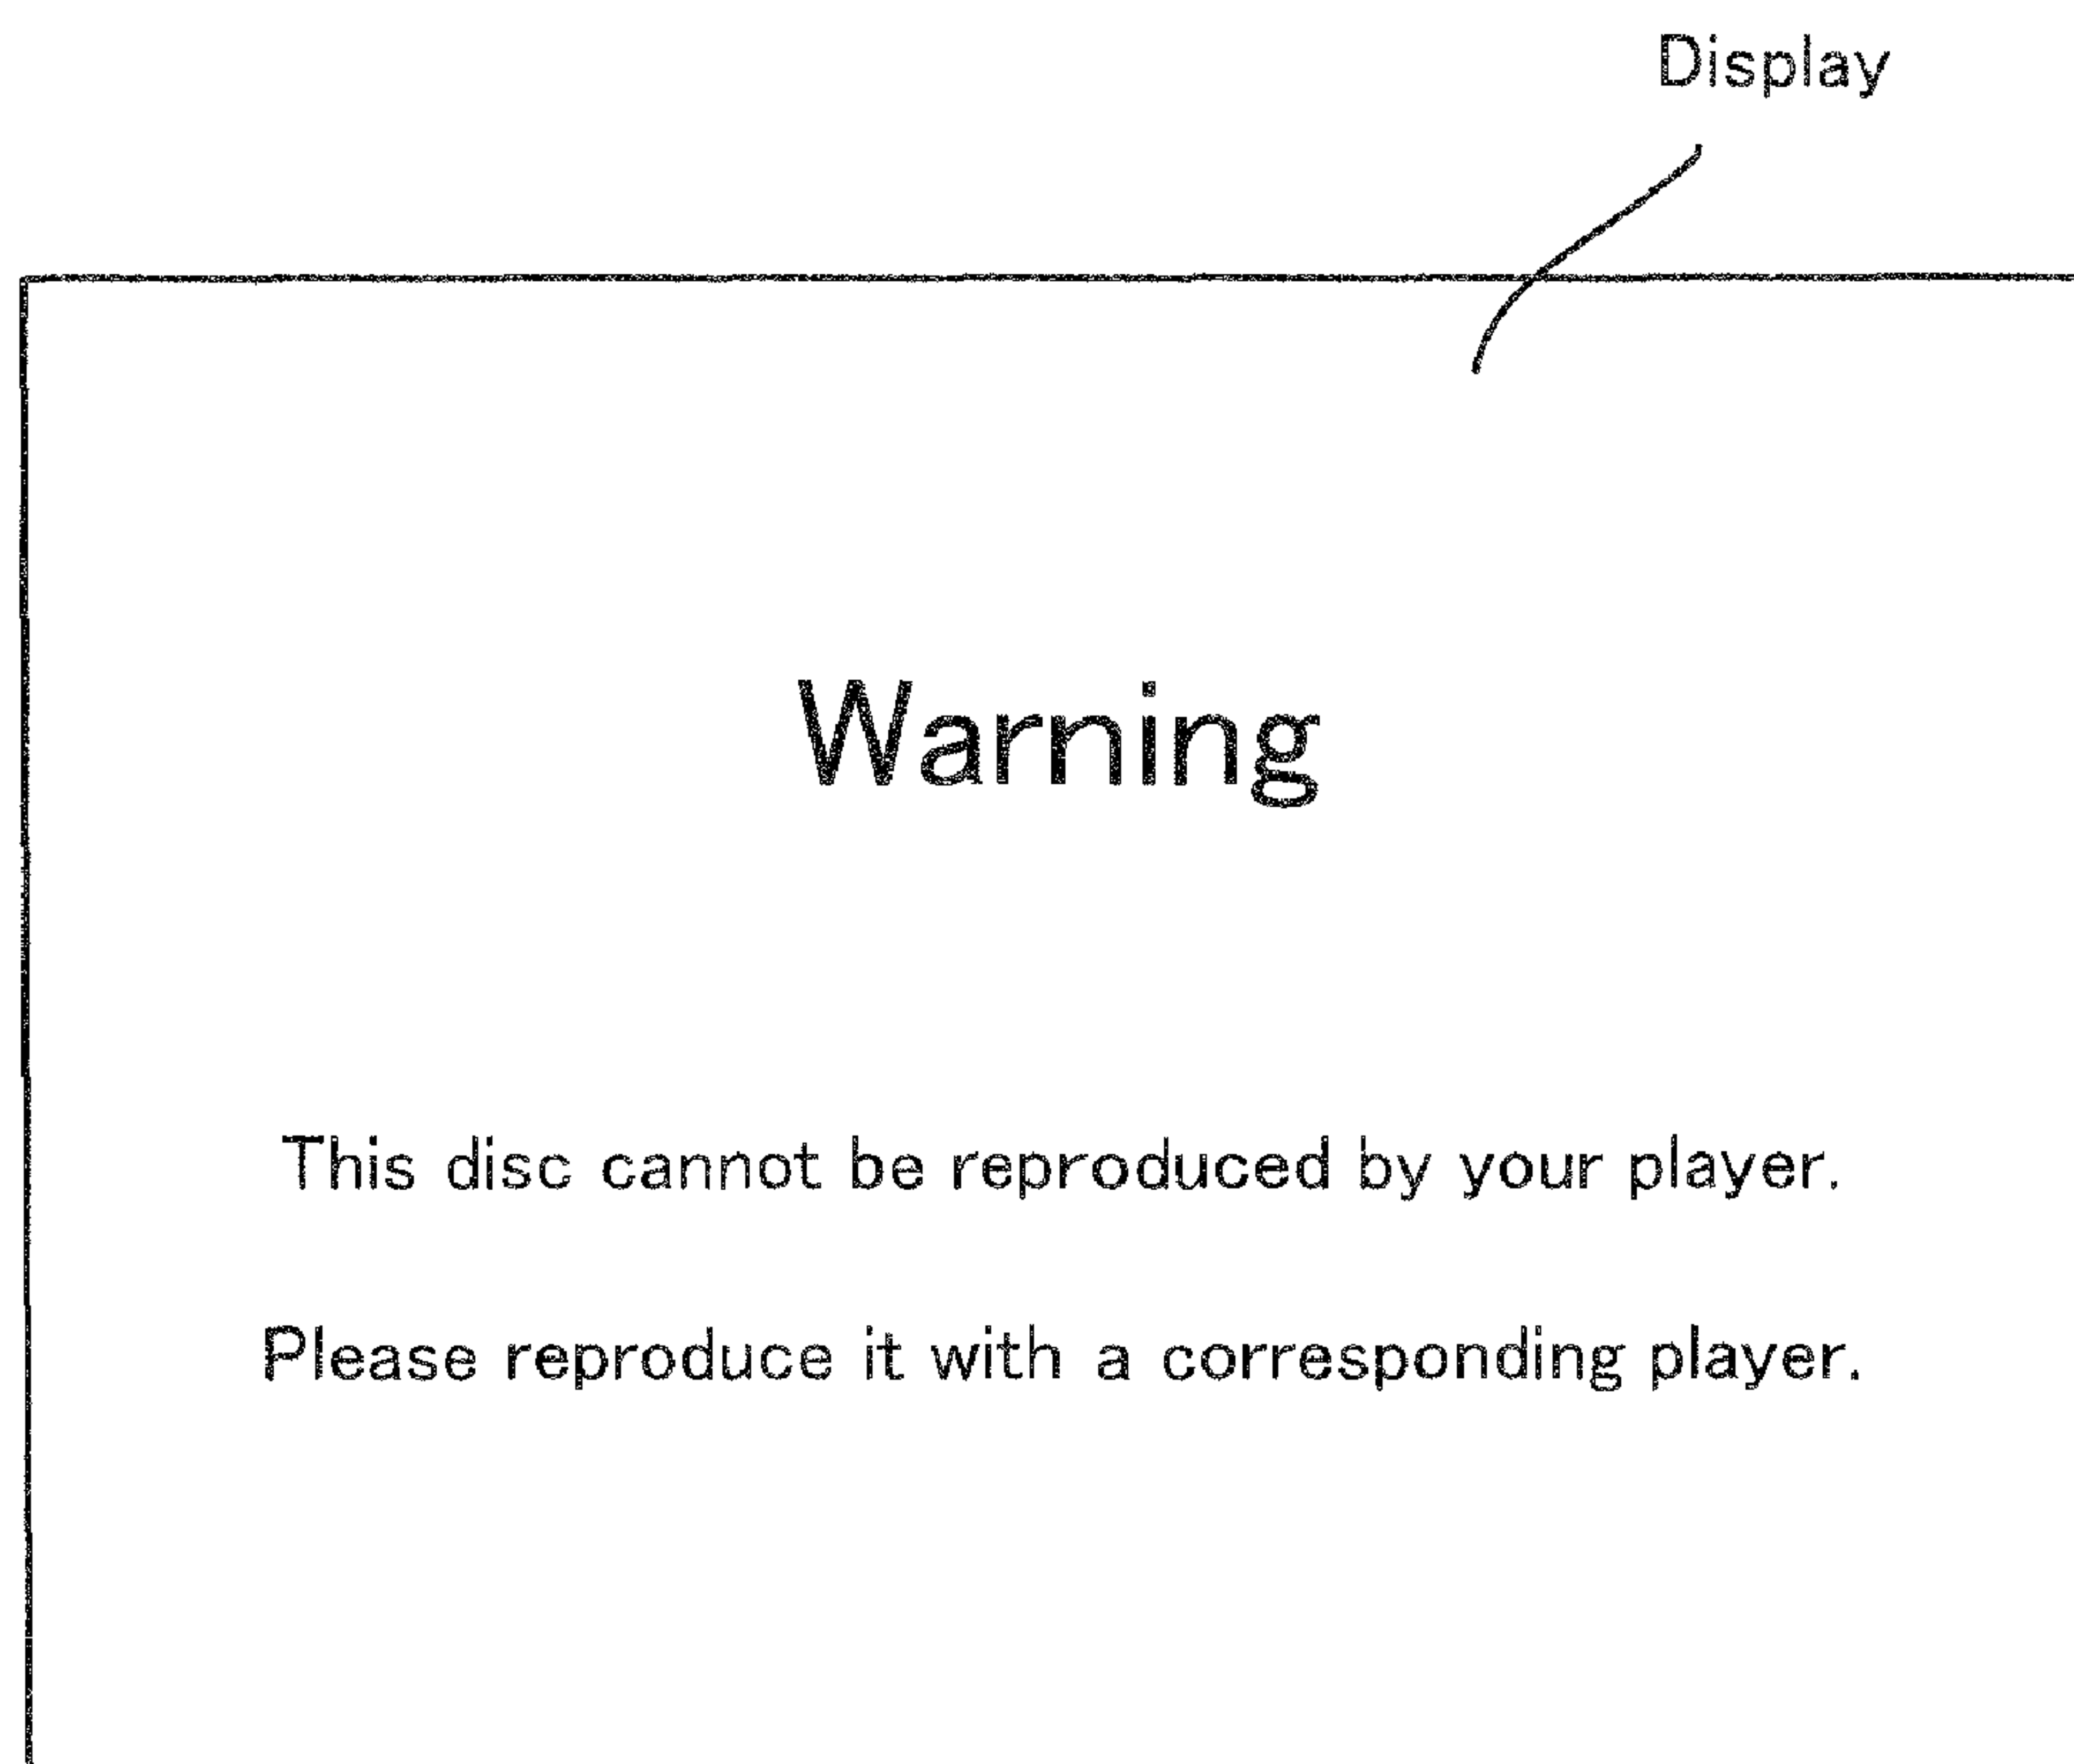 Display
Warning
This disc cannot be reproduced by your player.
Please reproduce it with a corresponding player.